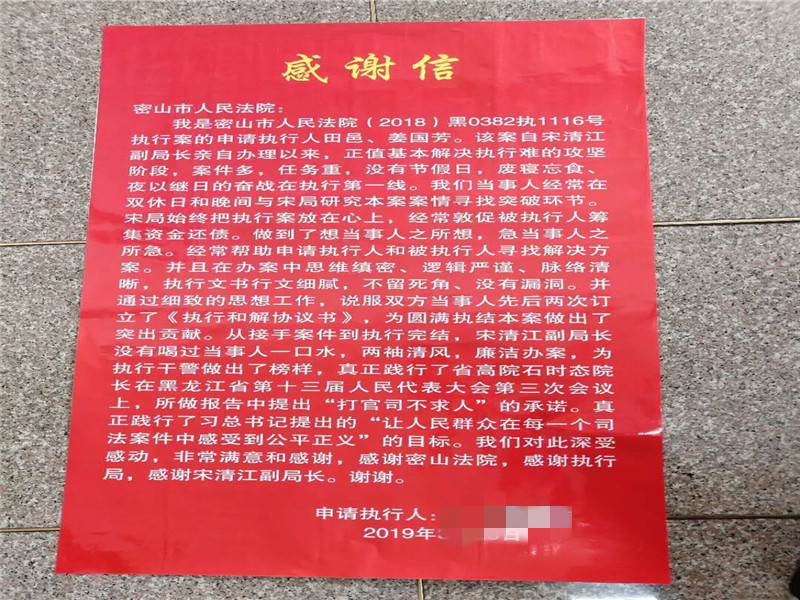 感谢信
密山市人民法院：
我是密山市人民法院（2018）黑0382执1116号
执行案的申请执行人田邑、姜国芳。该案自宋清江
副局长亲自办理以来，正值基本解决执行难的攻坚
阶段，案件多，任务重，没有节假日，废寝忘食、
夜以继日的奋战在执行第一线。我们当事人经常在
双休日和晚间与宋局研究本案案情寻找突破环节。
宋局始终把执行案放在心上，经常敦促被执行人筹
集资金还债。做到了想当事人之所想，急当事人之
所急。经常帮助申请执行人和被执行人寻找解决方
案。并且在办案中思维缜密、逻辑严谨、脉络清
晰，执行文书行文细腻，不留死角、没有漏洞。并
通过细致的思想工作，说服双方当事人先后两次订
立了《执行和解协议书》，为圆满执结本案做出了
突出贡献。从接手案件到执行完结，宋清江副局长
没有喝过当事人一口水，两袖清风，廉洁办案，为
执行干警做出了榜样，真正践行了省高院石时态院
长在黑龙江省第十三届人民代表大会第三次会议
上，所做报告中提出“打官司不求人”的承诺。真
正践行了习总书记提出的“让人民群众在每一个司
法案件中感受到公平正义”的目标。我们对此深受
感动，非常满意和感谢，感谢密山法院，感谢执行
局，感谢宋清江副局长。谢谢。
申请执行人：
2019年 日